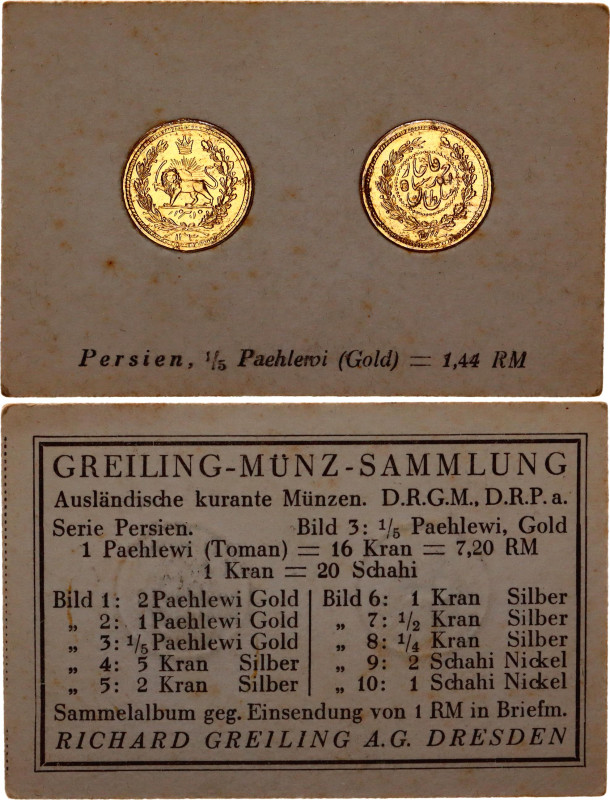 Persien, 1/5 Paehlewi (Gold) = 1,44 RM
GREILING-MÜNZ-SAMMLUNG
Ausländische kurante Münzen. D.R.G.M., D.R.P. a.
Serie Persien. Bild 3: 1/5 Paehlewi, Gold
1 Paehlewi (Toman) = 16 Kran = 7,20 RM
1 Kran = 20 Schahi
Bild 1: 2 Paehlewi Gold
„ 2: 1 Paehlewi Gold
„ 3: 1/5 Paehlewi Gold
„ 4: 5 Kran Silber
„ 5: 2 Kran Silber
Bild 6: 1 Kran Silber
„ 7: 1/2 Kran Silber
„ 8: 1/4 Kran Silber
„ 9: 2 Schahi Nickel
„ 10: 1 Schahi Nickel
Sammelalbum geg. Einsendung von 1 RM in Briefm.
RICHARD GREILING A.G. DRESDEN